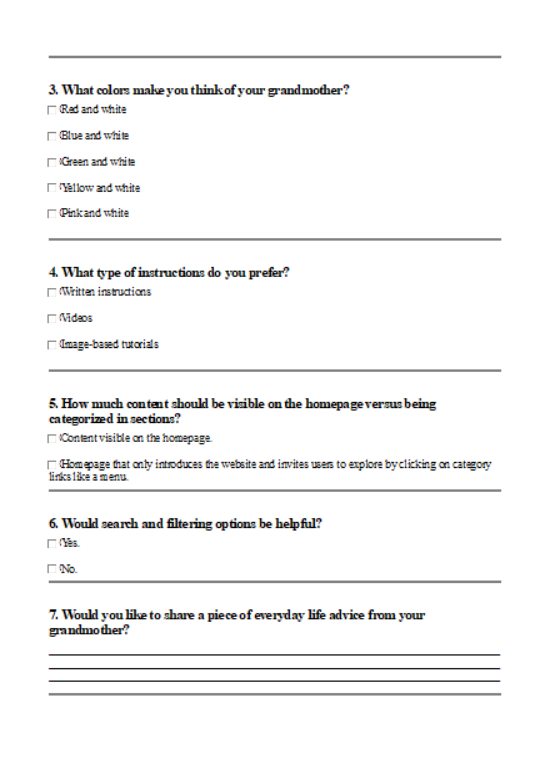 3. What colors make you think of your grandmother?
Red and white
Blue and white
Green and white
Yellow and white
Pink and white
4. What type of instructions do you prefer?
Written instructions
Videos
Image-based tutorials
5. How much content should be visible on the homepage versus being
categorized in sections?
Content visible on the homepage.
Homepage that only introduces the website and invites users to explore by clicking on category
links like a menu.
6. Would search and filtering options be helpful?
Yes.
No.
7. Would you like to share a piece of everyday life advice from your
grandmother?